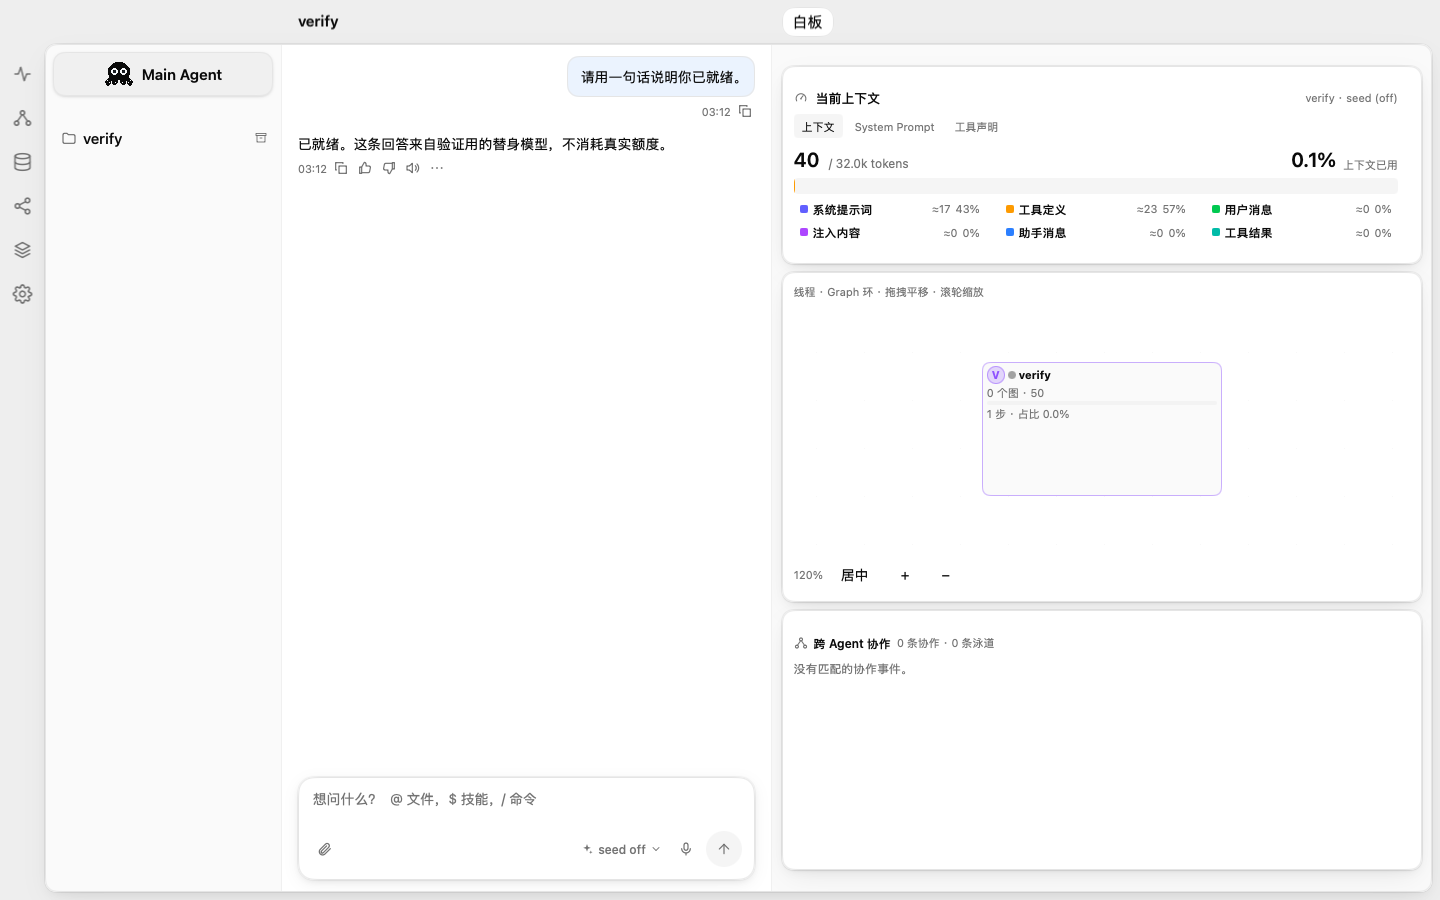 verify
白板
Main Agent
verify
请用一句话说明你已就绪。
03:12
已就绪。这条回答来自验证用的替身模型，不消耗真实额度。
03:12
想问什么？ @ 文件，$ 技能，/ 命令
seed off
当前上下文
verify · seed (off)
上下文 System Prompt 工具声明
40 / 32.0k tokens
0.1% 上下文已用
系统提示词 ≈17 43% 工具定义 ≈23 57% 用户消息 ≈0 0%
注入内容 ≈0 0% 助手消息 ≈0 0% 工具结果 ≈0 0%
线程 · Graph 环 · 拖拽平移 · 滚轮缩放
V verify
0 个图 · 50
1 步 · 占比 0.0%
120% 居中 + −
跨 Agent 协作 0 条协作 · 0 条泳道
没有匹配的协作事件。